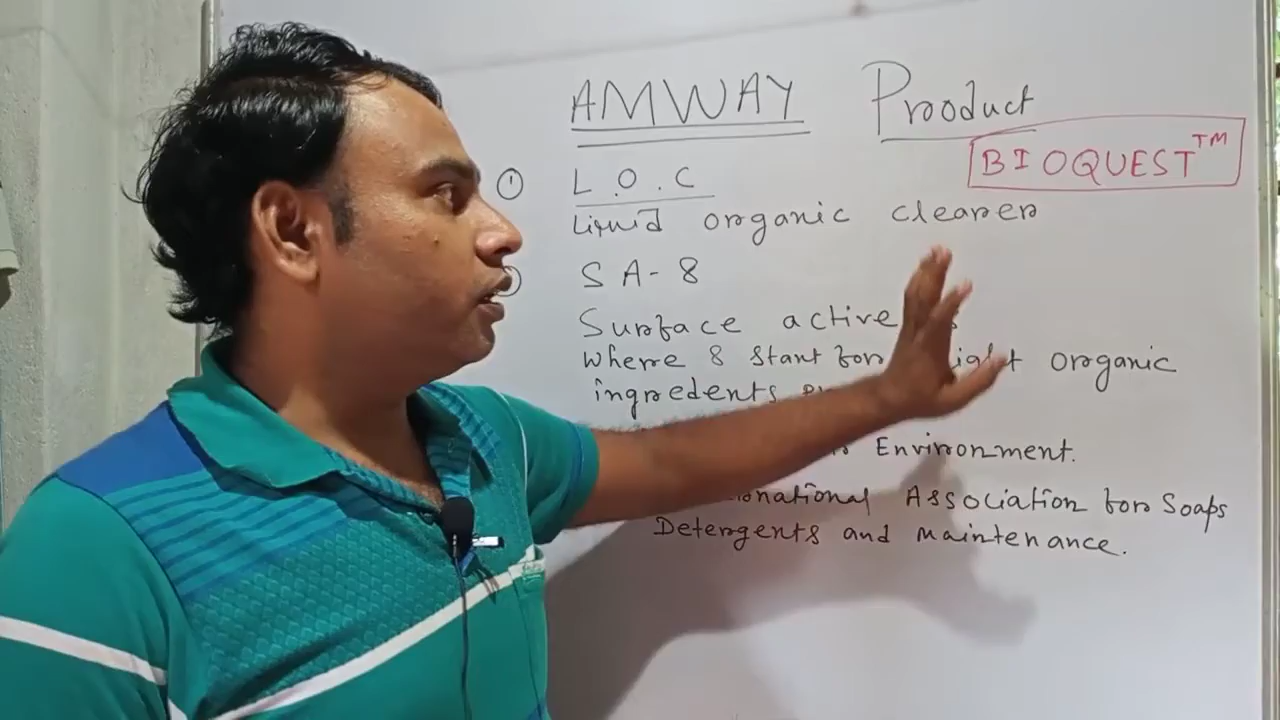 AMWAY Product
BIOQUEST™
① L.O.C
Liquid organic cleaner
SA-8
Surface active
where 8 stant for organic
ingredents
Environment.
Association for Soaps
Detergents and maintenance.